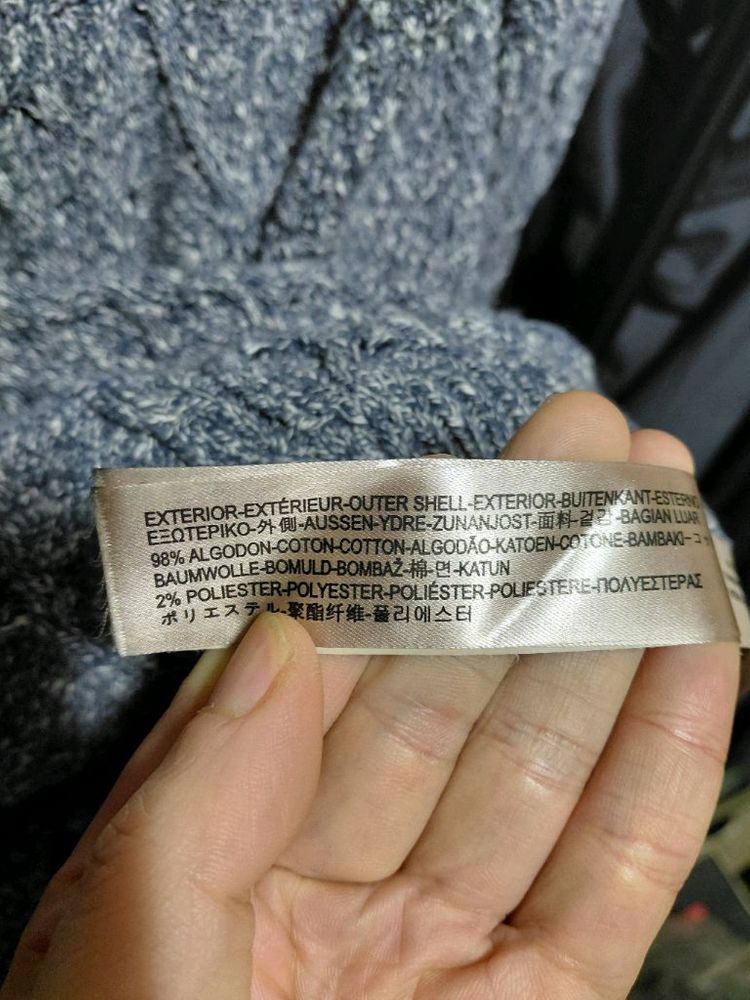 EXTERIOR-EXTÉRIEUR-OUTER SHELL-EXTERIOR-BUITENKANT-ESTERNO
ΕΞΩΤΕΡΙΚΟ-外側-AUSSEN-YDRE-ZUNANJOST-面料-겉감-BAGIAN LUAR
98% ALGODON-COTON-COTTON-ALGODÃO-KATOEN-COTONE-BAMBAKI-コッ
BAUMWOLLE-BOMULD-BOMBAŽ-棉-면-KATUN
2% POLIESTER-POLYESTER-POLIÉSTER-POLIESTERE-ΠΟΛΥΕΣΤΕΡΑΣ
ポリエステル-聚酯纤维-폴리에스터